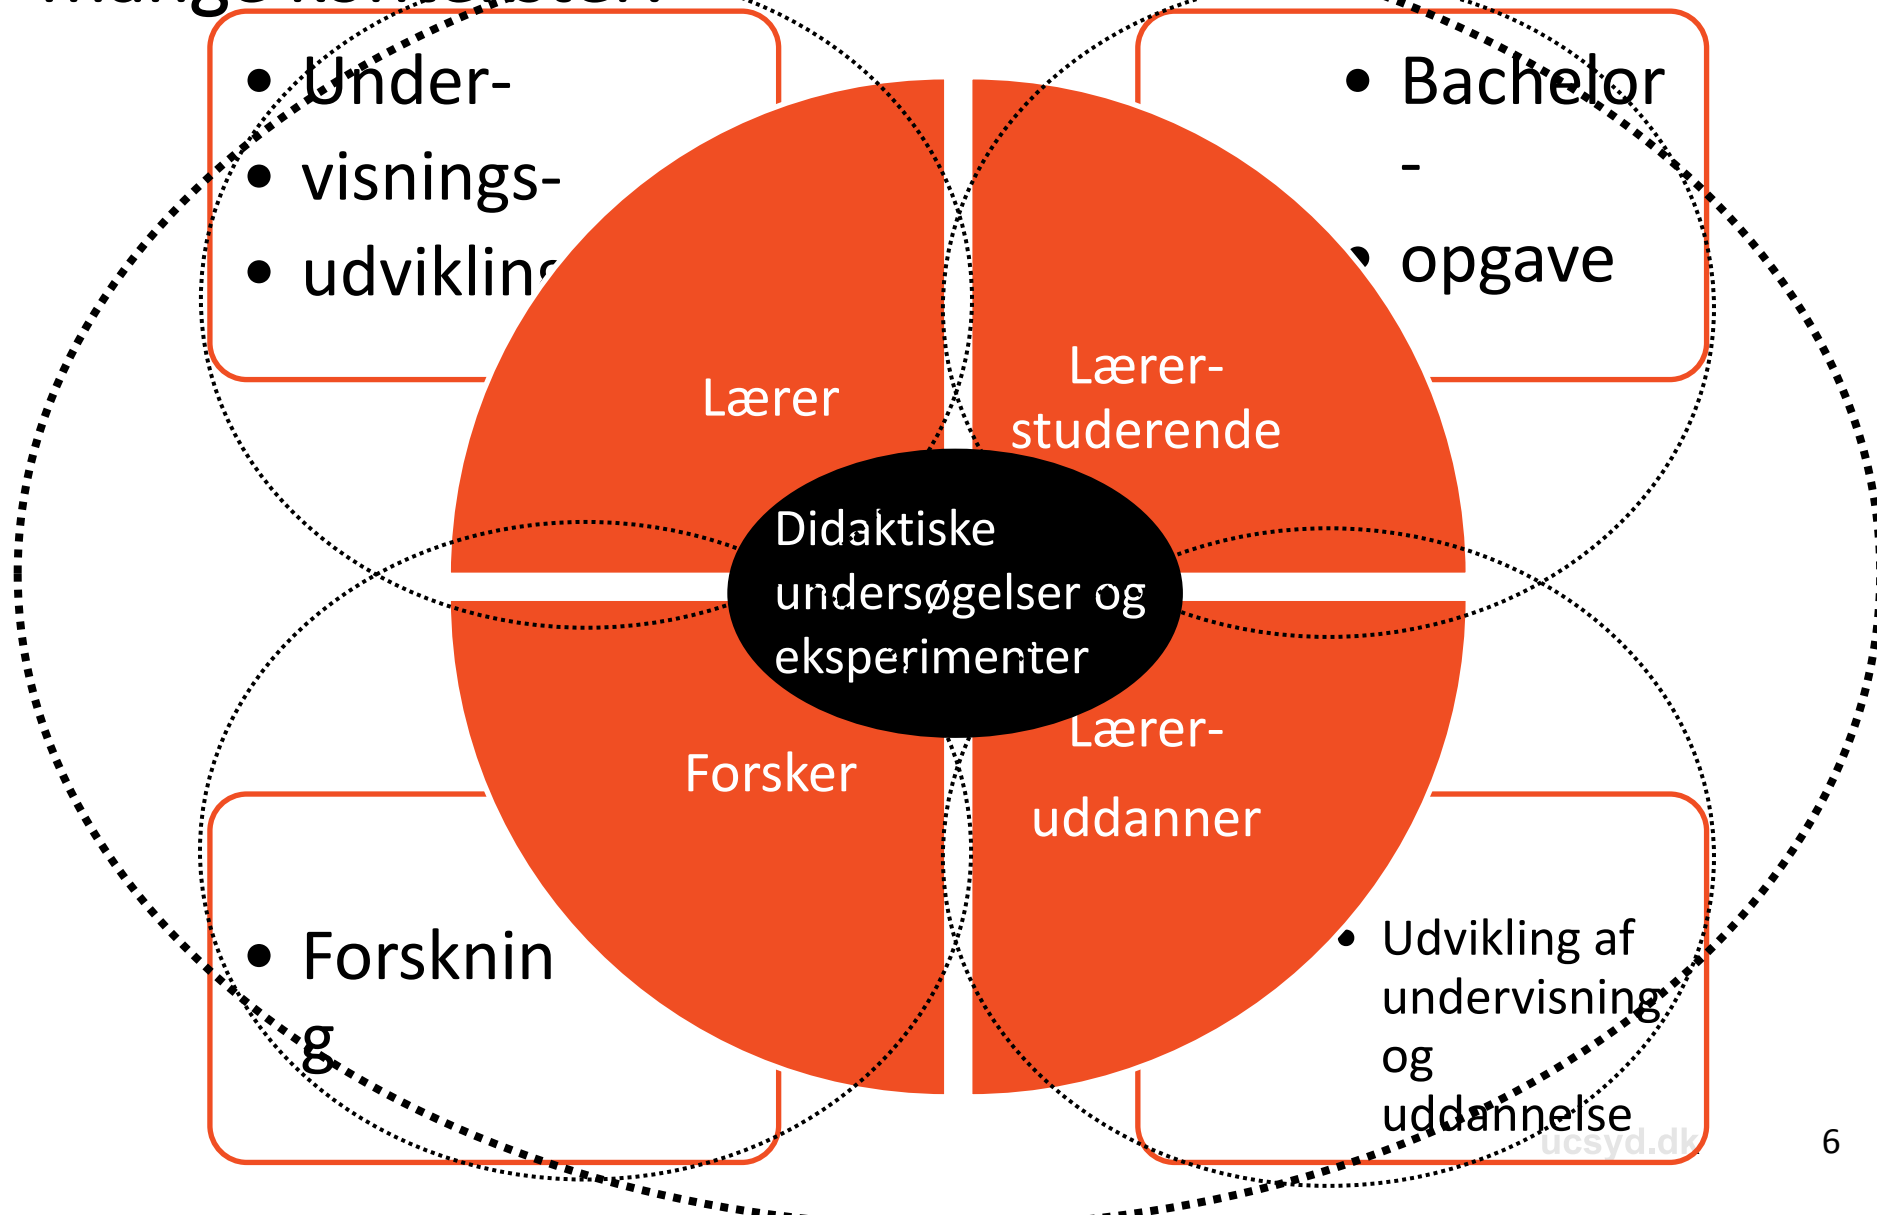 • Under-
• visnings-
• udvikling
• Bachelor
-
• opgave
Lærer
Lærer-
studerende
Didaktiske
undersøgelser og
eksperimenter
Forsker
Lærer-
uddanner
• Forsknin
g
• Udvikling af
undervisning
og
uddannelse
ucsyd.dk
6